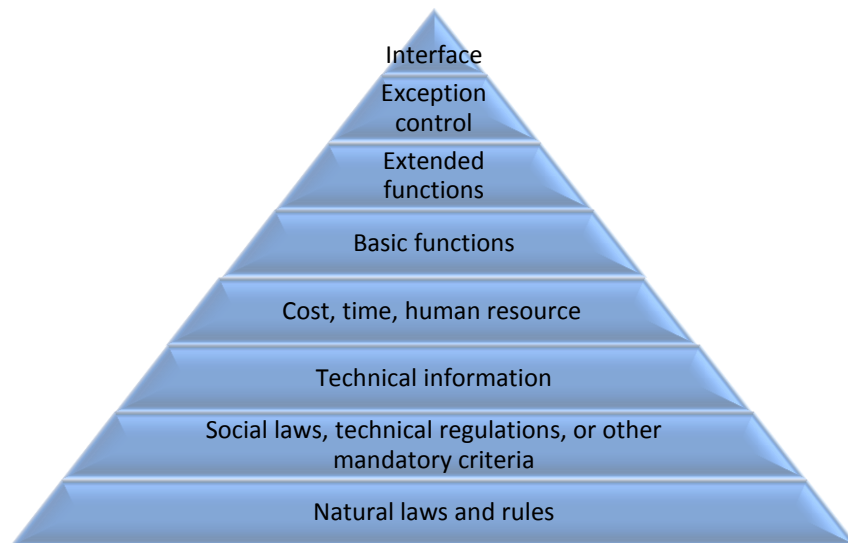 Interface
Exception
control
Extended
functions
Basic functions
Cost, time, human resource
Technical information
Social laws, technical regulations, or other
mandatory criteria
Natural laws and rules